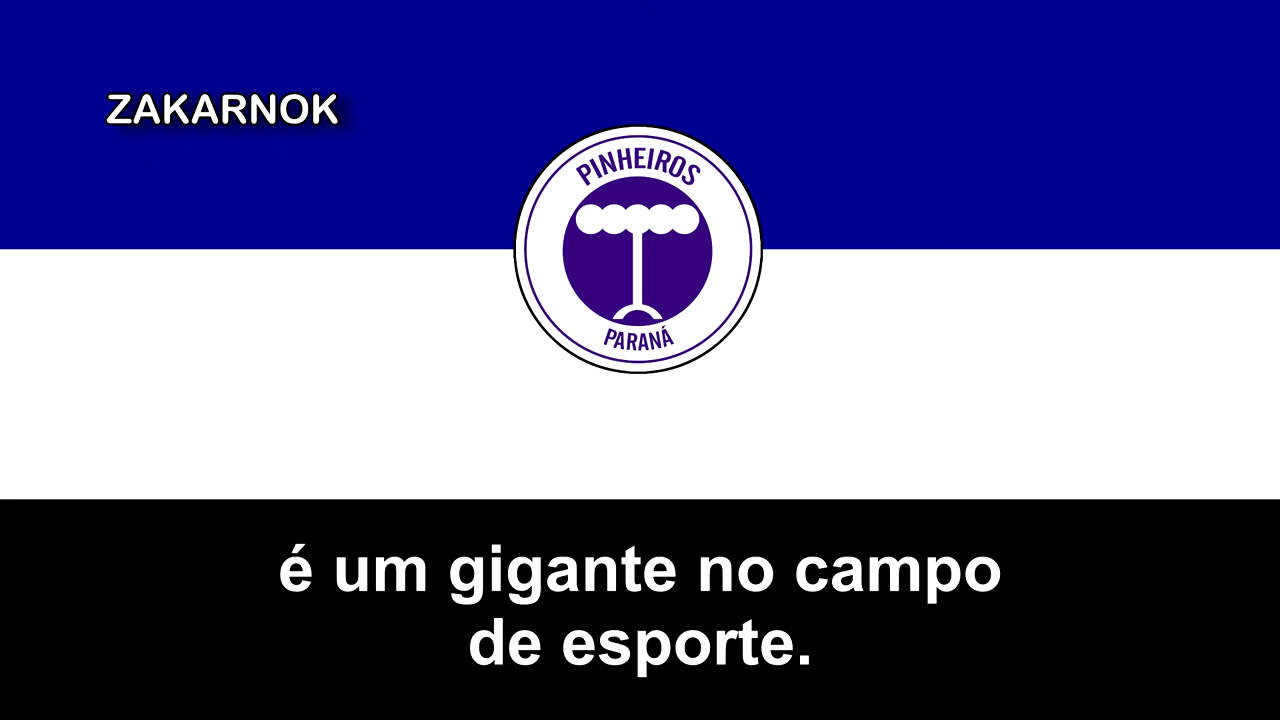 ZAKARNOK
PINHEIROS
PARANÁ
é um gigante no campo
de esporte.